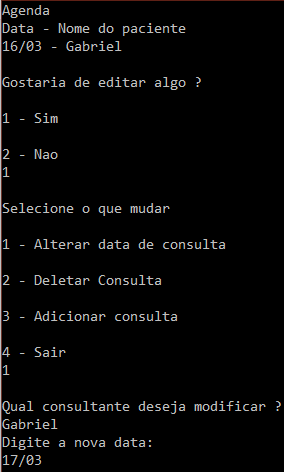 Agenda
Data - Nome do paciente
16/03 - Gabriel
Gostaria de editar algo ?
1 - Sim
2 - Nao
1
Selecione o que mudar
1 - Alterar data de consulta
2 - Deletar Consulta
3 - Adicionar consulta
4 - Sair
1
Qual consultante deseja modificar ?
Gabriel
Digite a nova data:
17/03